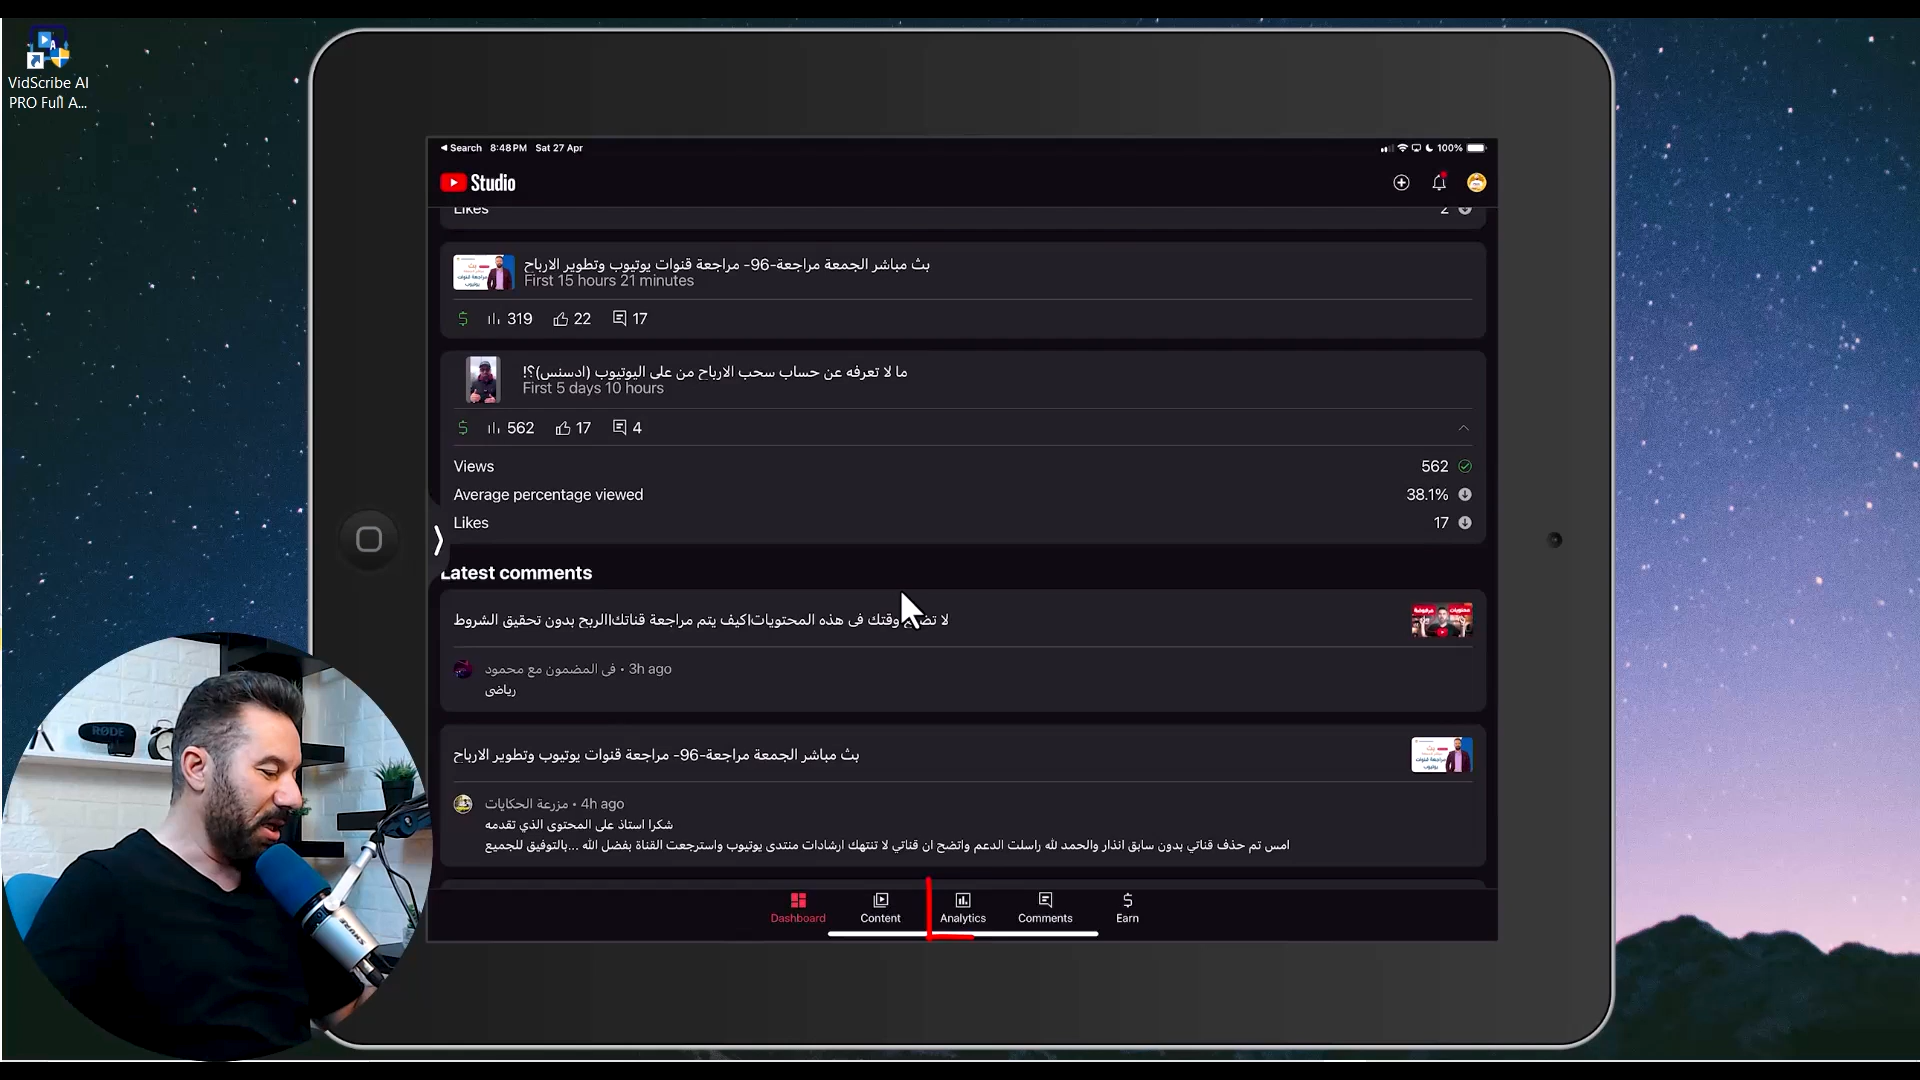 VidScribe AI
PRO Full A...
Search 8:48 PM Sat 27 Apr
100%
Studio
Likes
2
بث مباشر الجمعة مراجعة-96- مراجعة قنوات يوتيوب وتطوير الارباح
First 15 hours 21 minutes
$ 319 22 17
ما لا تعرفه عن حساب سحب الارباح من على اليوتيوب (ادسنس)؟!
First 5 days 10 hours
$ 562 17 4
Views
562
Average percentage viewed
38.1%
Likes
17
Latest comments
لا تضيع وقتك في هذه المحتويات|كيف يتم مراجعة قناتك|الربح بدون تحقيق الشروط
في المضمون مع محمود • 3h ago
رياضي
بث مباشر الجمعة مراجعة-96- مراجعة قنوات يوتيوب وتطوير الارباح
مزرعة الحكايات • 4h ago
شكرا استاذ على المحتوى الذي تقدمه
امس تم حذف قناتي بدون سابق انذار والحمد لله راسلت الدعم واتضح ان قناتي لا تنتهك ارشادات منتدى يوتيوب واسترجعت القناة بفضل الله ...بالتوفيق للجميع
Dashboard
Content
Analytics
Comments
Earn
RØDE
SHURE